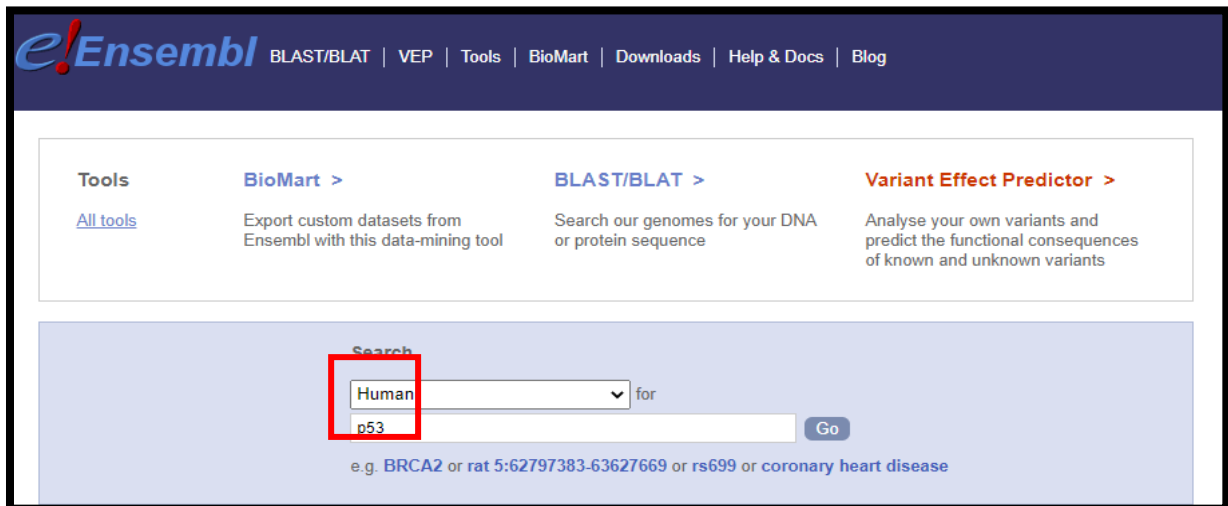 e!Ensembl BLAST/BLAT | VEP | Tools | BioMart | Downloads | Help & Docs | Blog
Tools
All tools
BioMart >
Export custom datasets from
Ensembl with this data-mining tool
BLAST/BLAT >
Search our genomes for your DNA
or protein sequence
Variant Effect Predictor >
Analyse your own variants and
predict the functional consequences
of known and unknown variants
Search
Human for
p53 Go
e.g. BRCA2 or rat 5:62797383-63627669 or rs699 or coronary heart disease